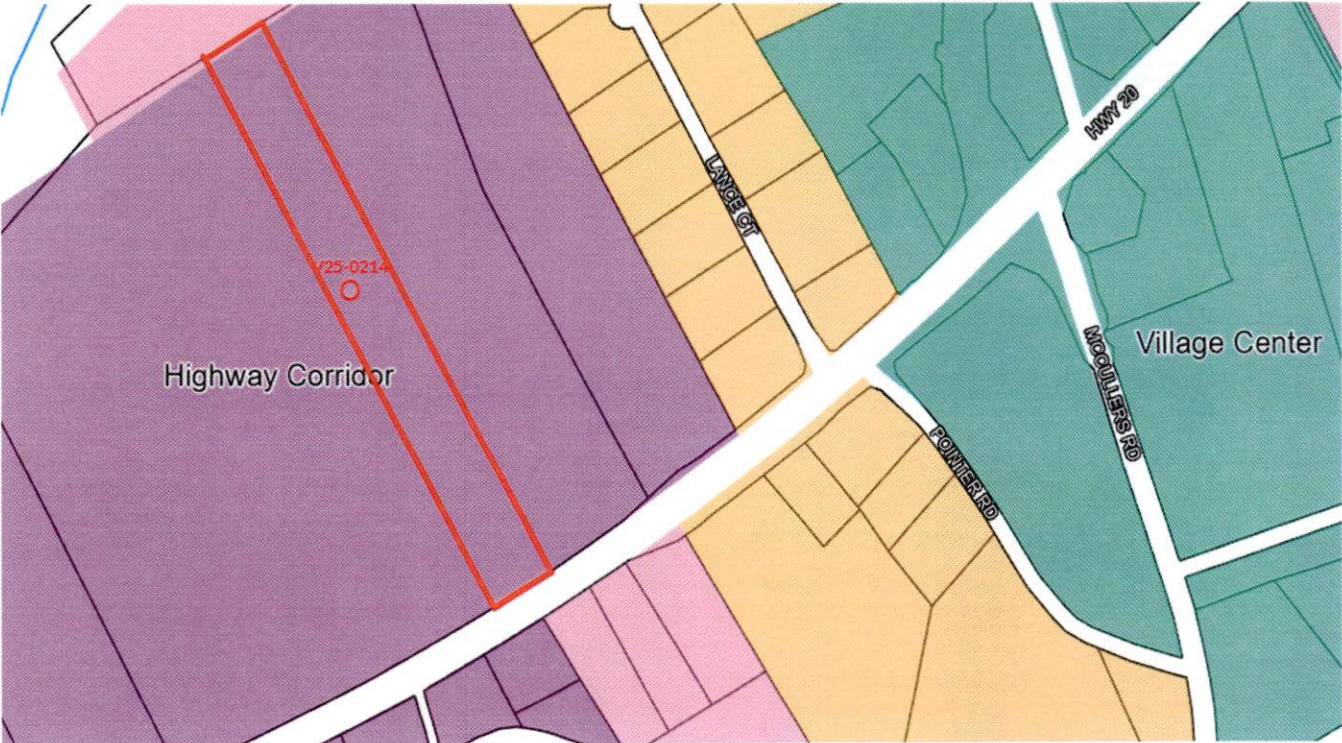 HWY 20
LANCE CT
V25-0214
Village Center
Highway Corridor
MCCULLERS RD
POINTER RD